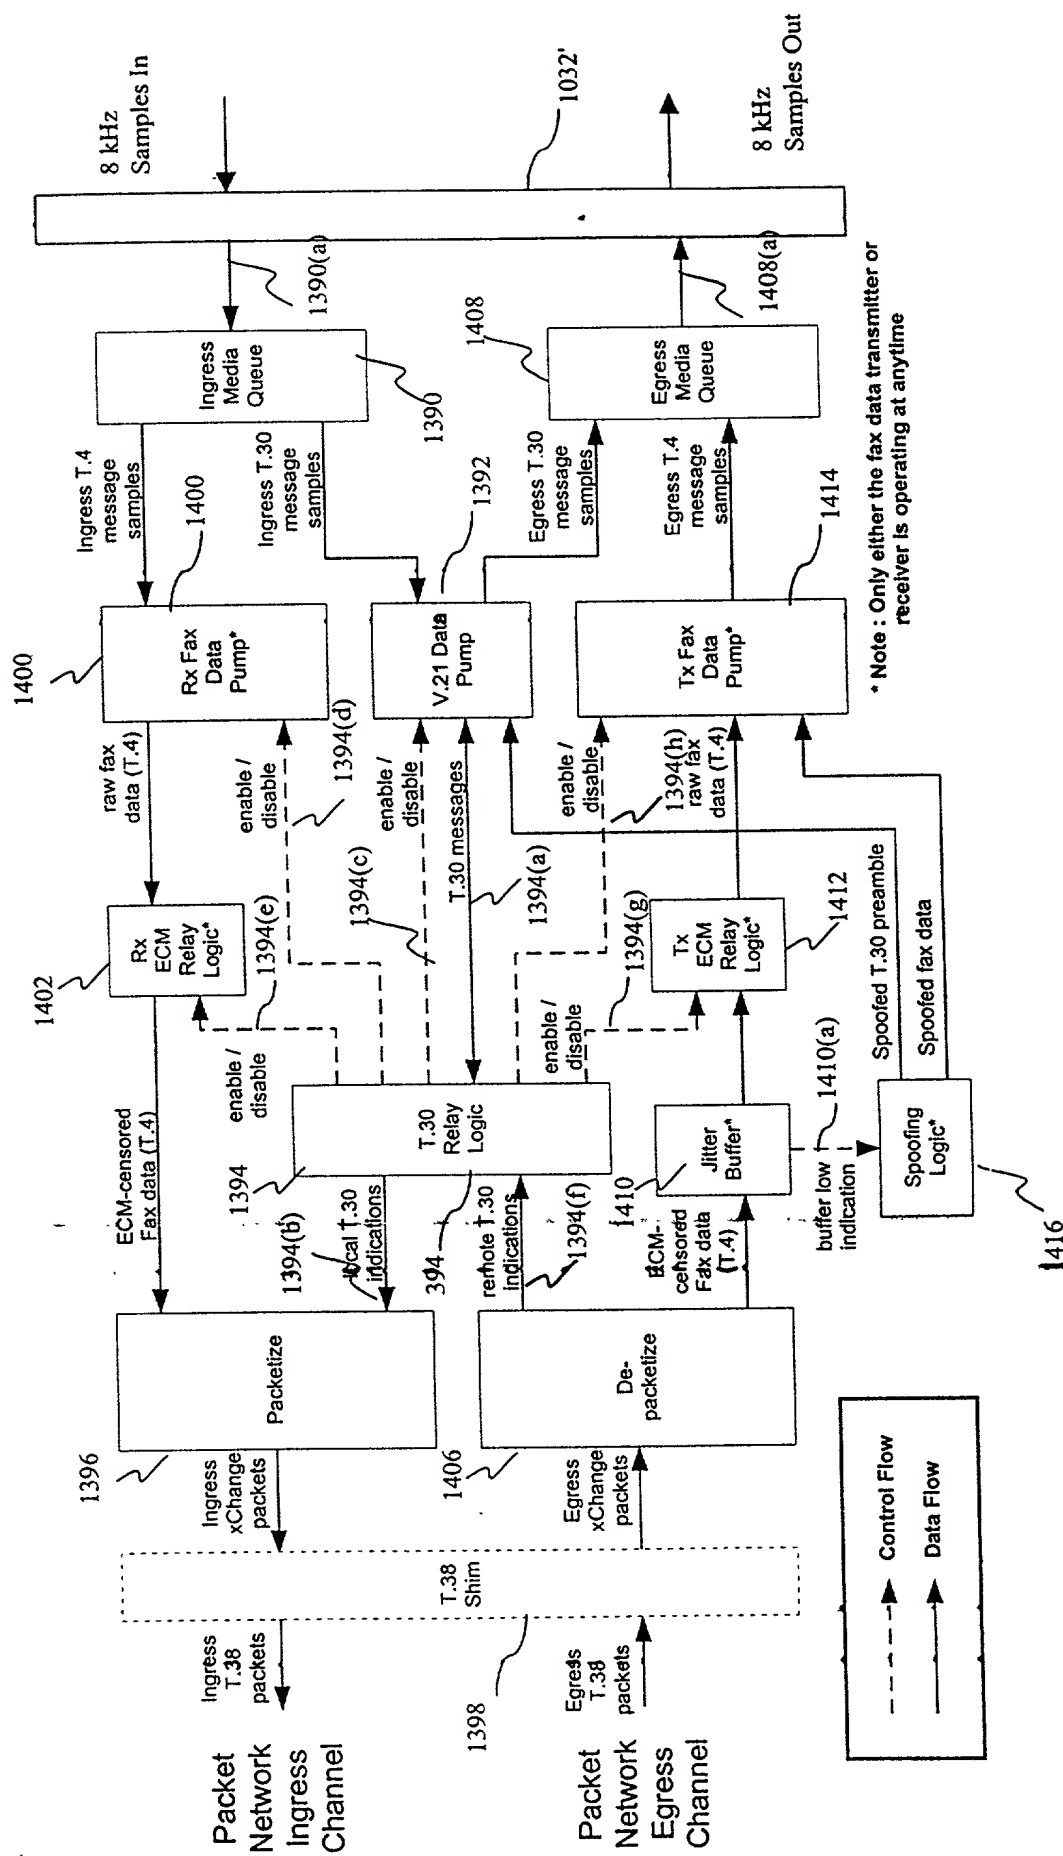 8 kHz
Samples In
1032'
8 kHz
Samples Out
1390(a)
Ingress
Media
Queue
1390
1408
Egress
Media
Queue
1408(a)
Ingress T.4
message
samples
1400
Ingress T.30
message
samples
1392
Egress T.30
message
samples
Egress T.4
message
samples
1414
* Note : Only either the fax data transmitter or
receiver is operating at anytime
1400
Rx Fax
Data
Pump*
V.21 Data
Pump
Tx Fax
Data
Pump*
raw fax
data (T.4)
enable /
disable
1394(d)
enable /
disable
T.30 messages
enable /
disable
1394(h)
raw fax
data (T.4)
1402
Rx
ECM
Relay
Logic*
1394(e)
1394(c)
1394(a)
1394(g)
Tx
ECM
Relay
Logic*
1412
Spoofed T.30 preamble
Spoofed fax data
enable /
disable
enable /
disable
ECM-censored
Fax data (T.4)
1394
T.30
Relay
Logic
394
1410
Jitter
Buffer*
1410(a)
buffer low
indication
Spoofing
Logic*
1416
1394(b)
local T.30
indications
remote T.30
indications
1394(f)
ECM-
censored
Fax data
(T.4)
1396
Packetize
1406
De-
packetize
Ingress
xChange
packets
Egress
xChange
packets
T.38
Shim
1398
Ingress
T.38
packets
Egress
T.38
packets
Packet
Network
Ingress
Channel
Packet
Network
Egress
Channel
Control Flow
Data Flow